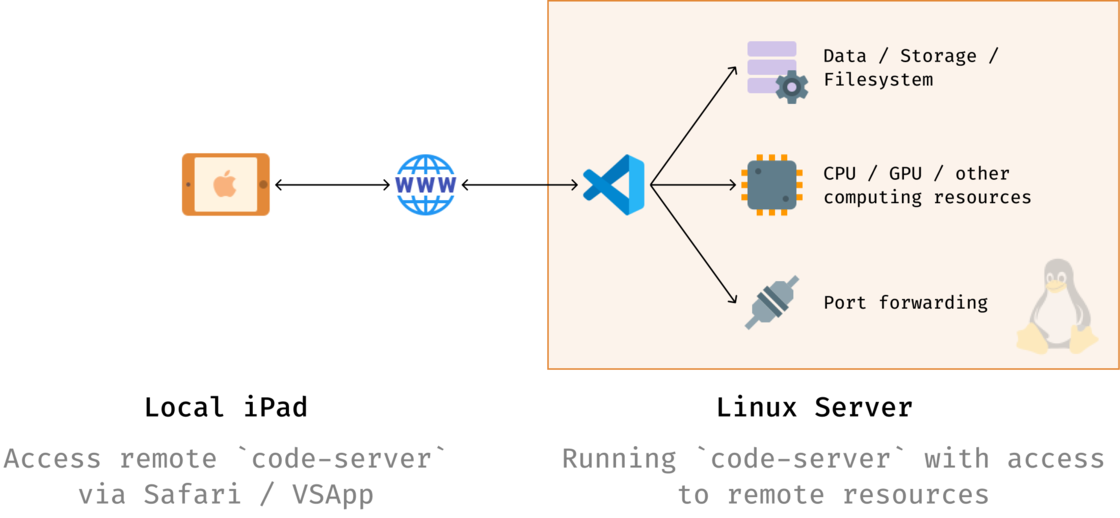 Data / Storage /
Filesystem
WWW
CPU / GPU / other
computing resources
Port forwarding
Local iPad
Access remote `code-server`
via Safari / VSApp
Linux Server
Running `code-server` with access
to remote resources